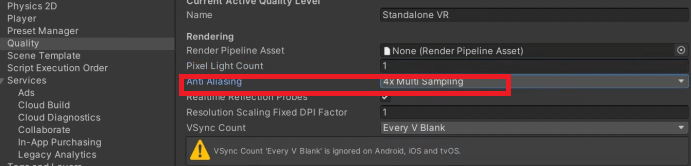 Physics 2D
Player
Preset Manager
Quality
Scene Template
Script Execution Order
Services
Ads
Cloud Build
Cloud Diagnostics
Collaborate
In-App Purchasing
Legacy Analytics
Tags and Layers
Current Active Quality Level
Name Standalone VR
Rendering
Render Pipeline Asset None (Render Pipeline Asset)
Pixel Light Count 1
Anti Aliasing 4x Multi Sampling
Realtime Reflection Probes
Resolution Scaling Fixed DPI Factor 1
VSync Count Every V Blank
VSync Count 'Every V Blank' is ignored on Android, iOS and tvOS.